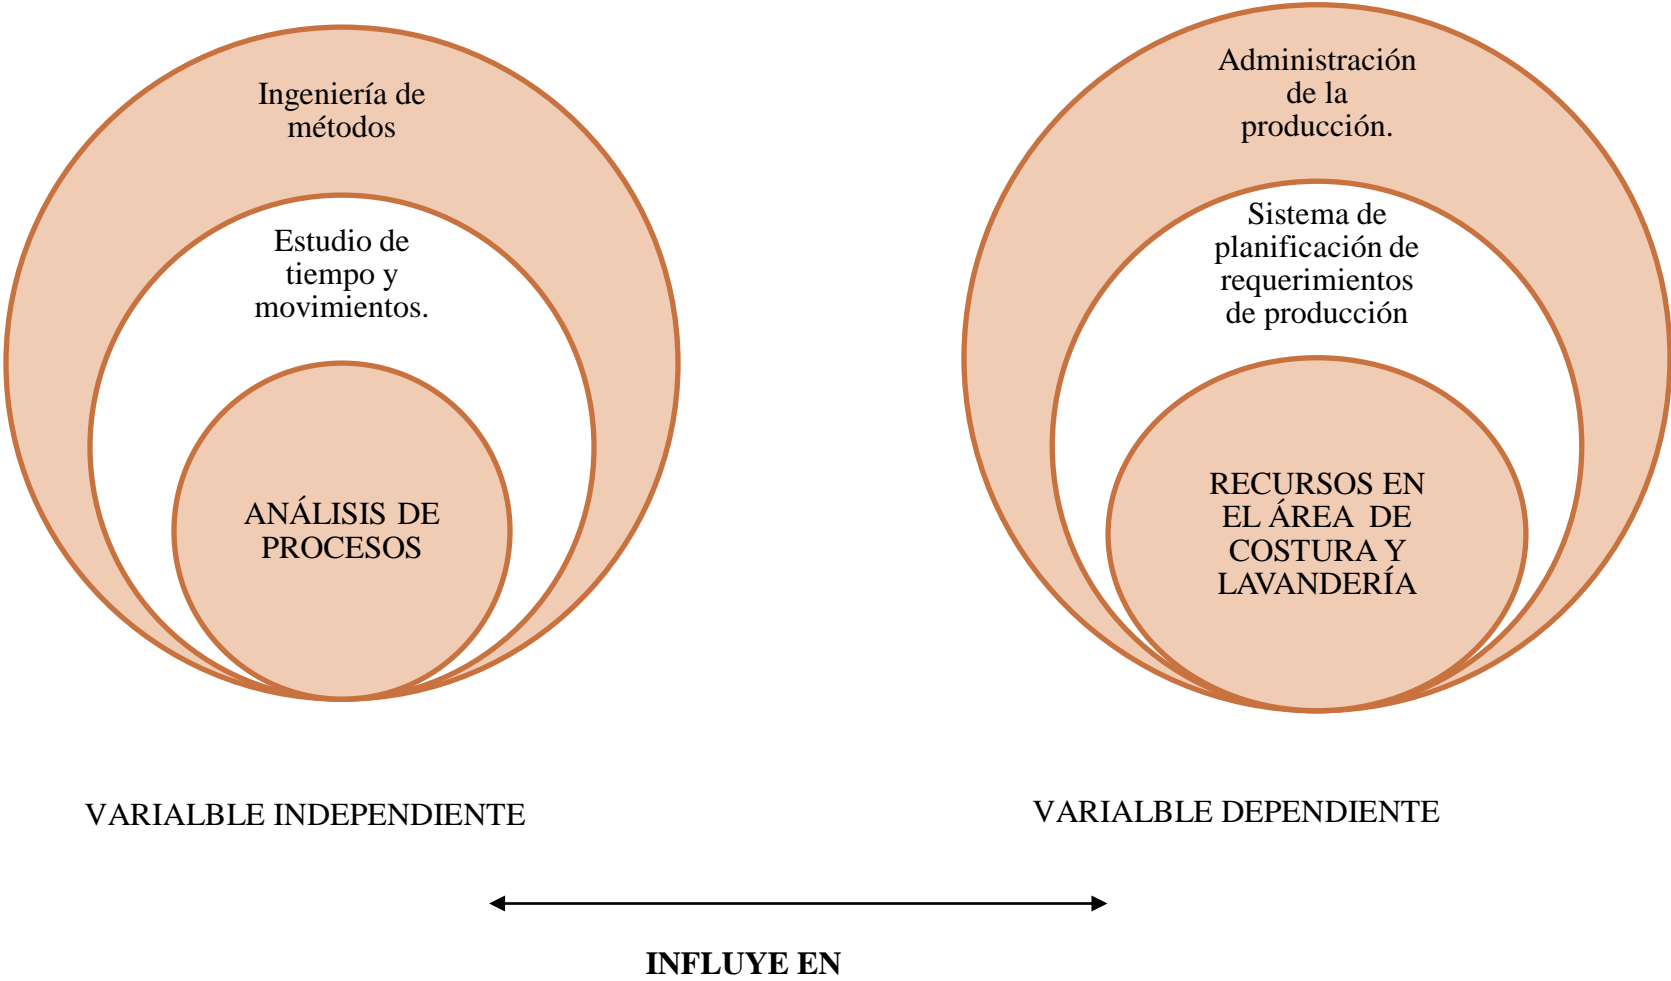 Ingeniería de
métodos
Estudio de
tiempo y
movimientos.
ANÁLISIS DE
PROCESOS
VARIALBLE INDEPENDIENTE
Administración
de la
producción.
Sistema de
planificación de
requerimientos
de producción
RECURSOS EN
EL ÁREA DE
COSTURA Y
LAVANDERÍA
VARIALBLE DEPENDIENTE
INFLUYE EN